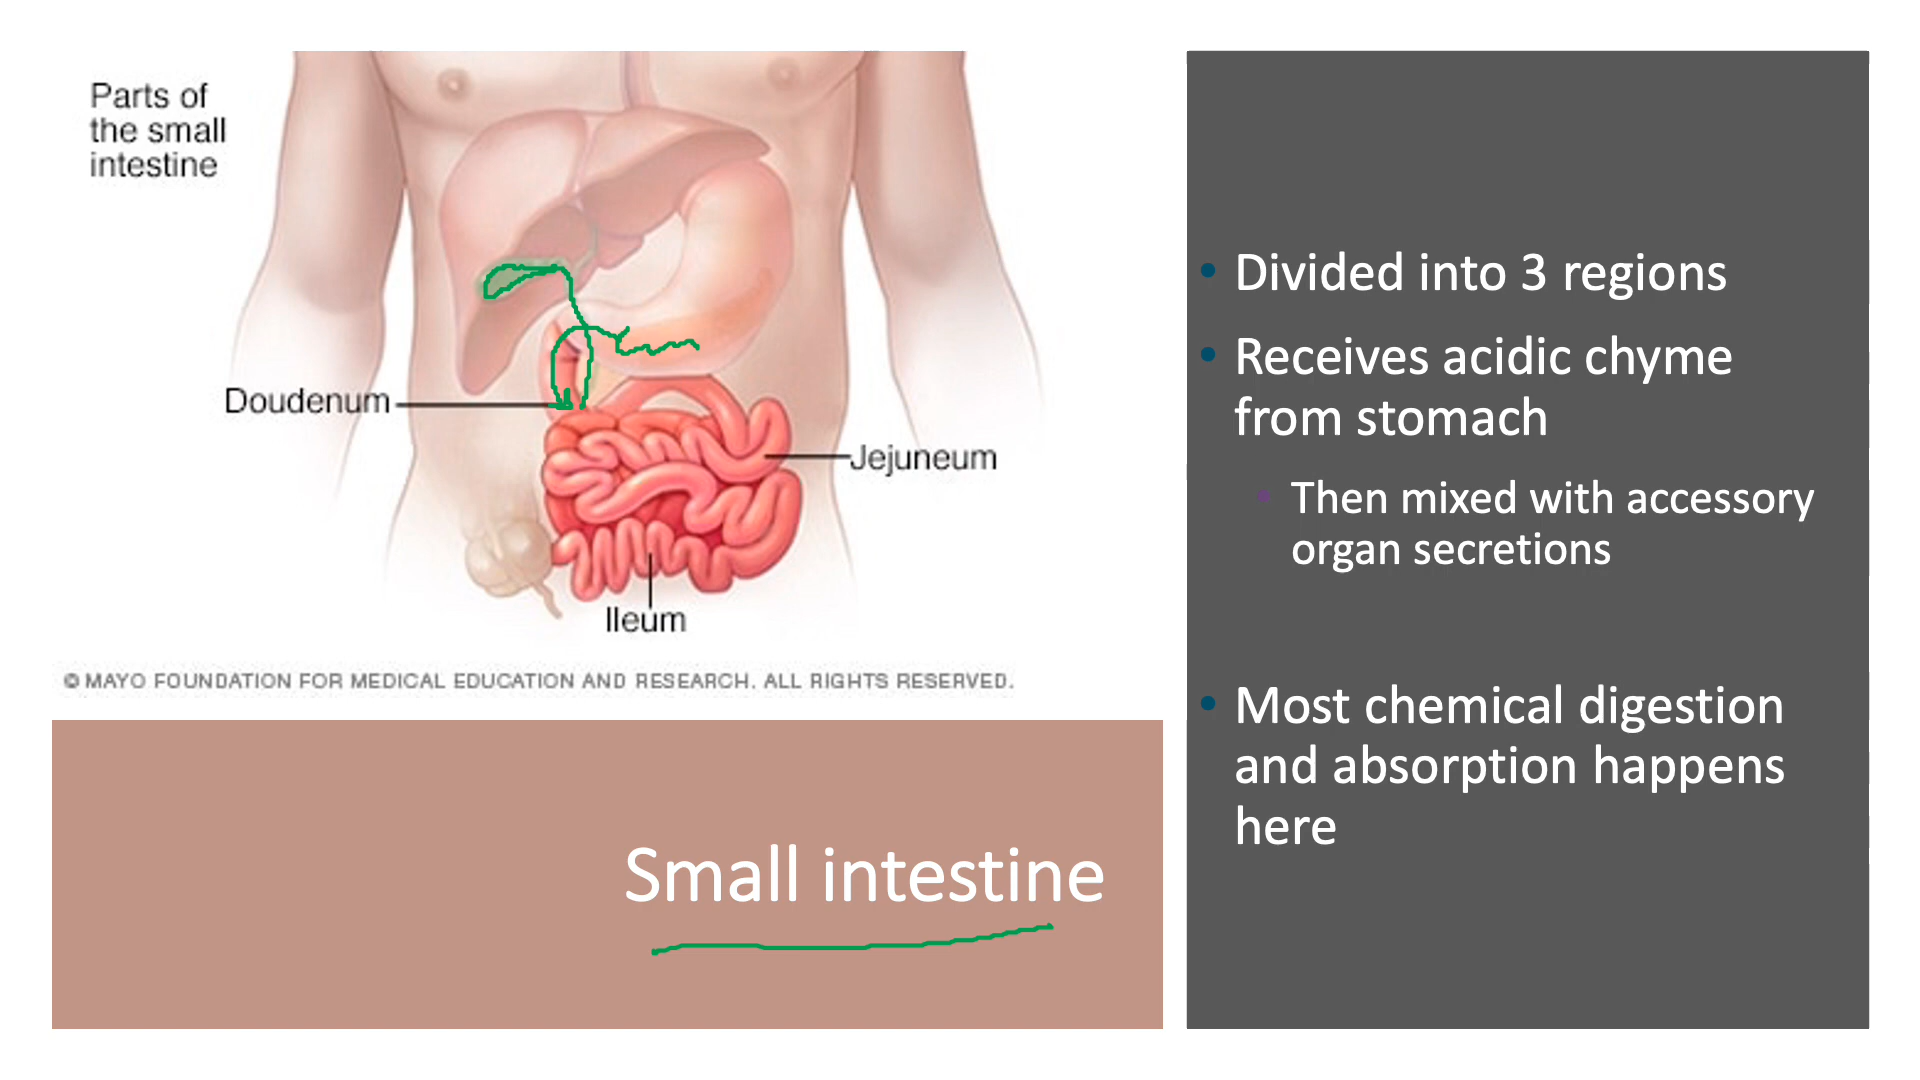 Parts of
the small
intestine
Doudenum
Jejuneum
Ileum
© MAYO FOUNDATION FOR MEDICAL EDUCATION AND RESEARCH. ALL RIGHTS RESERVED.
Small intestine
• Divided into 3 regions
• Receives acidic chyme
from stomach
• Then mixed with accessory
organ secretions
• Most chemical digestion
and absorption happens
here